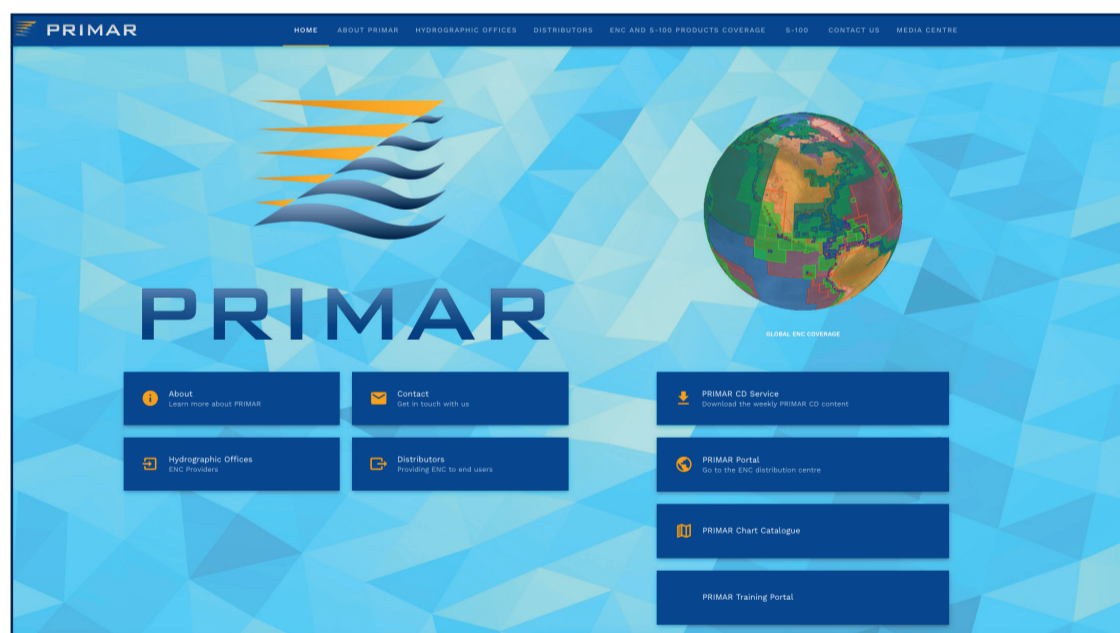 PRIMAR
HOME ABOUT PRIMAR HYDROGRAPHIC OFFICES DISTRIBUTORS ENC AND S-100 PRODUCTS COVERAGE S-100 CONTACT US MEDIA CENTRE
PRIMAR
GLOBAL ENC COVERAGE
About
Learn more about PRIMAR
Contact
Get in touch with us
Hydrographic Offices
ENC Providers
Distributors
Providing ENC to end users
PRIMAR CD Service
Download the weekly PRIMAR CD content
PRIMAR Portal
Go to the ENC distribution centre
PRIMAR Chart Catalogue
PRIMAR Training Portal